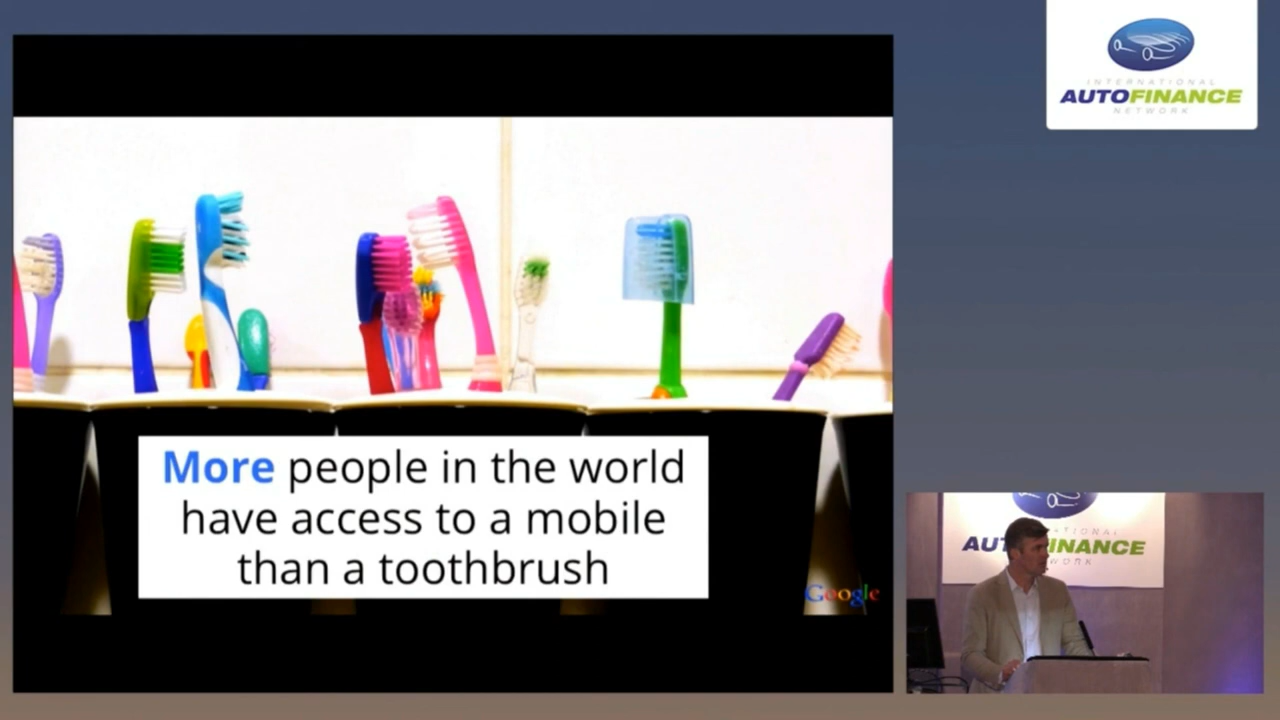 INTERNATIONAL
AUTOFINANCE
NETWORK
More people in the world
have access to a mobile
than a toothbrush
Google
AUTOFINANCE